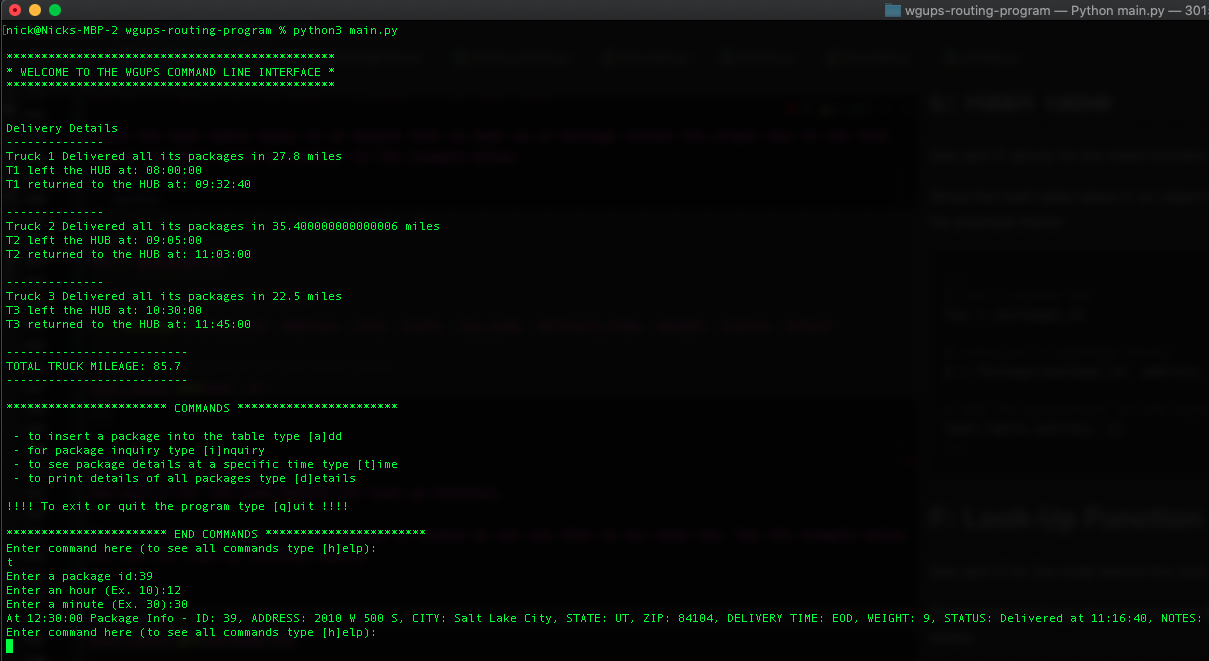 wgups-routing-program — Python main.py — 301
[nick@Nicks-MBP-2 wgups-routing-program % python3 main.py
***********************************************
* WELCOME TO THE WGUPS COMMAND LINE INTERFACE *
***********************************************
Delivery Details
--------------
Truck 1 Delivered all its packages in 27.8 miles
T1 left the HUB at: 08:00:00
T1 returned to the HUB at: 09:32:40
--------------
Truck 2 Delivered all its packages in 35.400000000000006 miles
T2 left the HUB at: 09:05:00
T2 returned to the HUB at: 11:03:00
--------------
Truck 3 Delivered all its packages in 22.5 miles
T3 left the HUB at: 10:30:00
T3 returned to the HUB at: 11:45:00
--------------------------
TOTAL TRUCK MILEAGE: 85.7
--------------------------
*********************** COMMANDS ***********************
- to insert a package into the table type [a]dd
- for package inquiry type [i]nquiry
- to see package details at a specific time type [t]ime
- to print details of all packages type [d]etails
!!!! To exit or quit the program type [q]uit !!!!
*********************** END COMMANDS ***********************
Enter command here (to see all commands type [h]elp):
t
Enter a package id:39
Enter an hour (Ex. 10):12
Enter a minute (Ex. 30):30
At 12:30:00 Package Info - ID: 39, ADDRESS: 2010 W 500 S, CITY: Salt Lake City, STATE: UT, ZIP: 84104, DELIVERY TIME: EOD, WEIGHT: 9, STATUS: Delivered at 11:16:40, NOTES:
Enter command here (to see all commands type [h]elp):